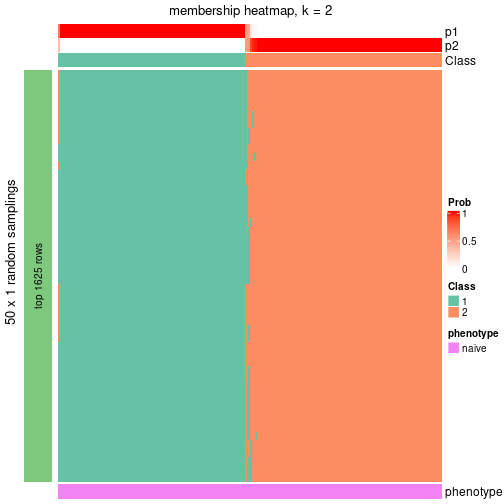 membership heatmap, k = 2
p1
p2
Class
50 x 1 random samplings
top 1625 rows
Prob
1
0.5
0
Class
1
2
phenotype
naive
phenotype